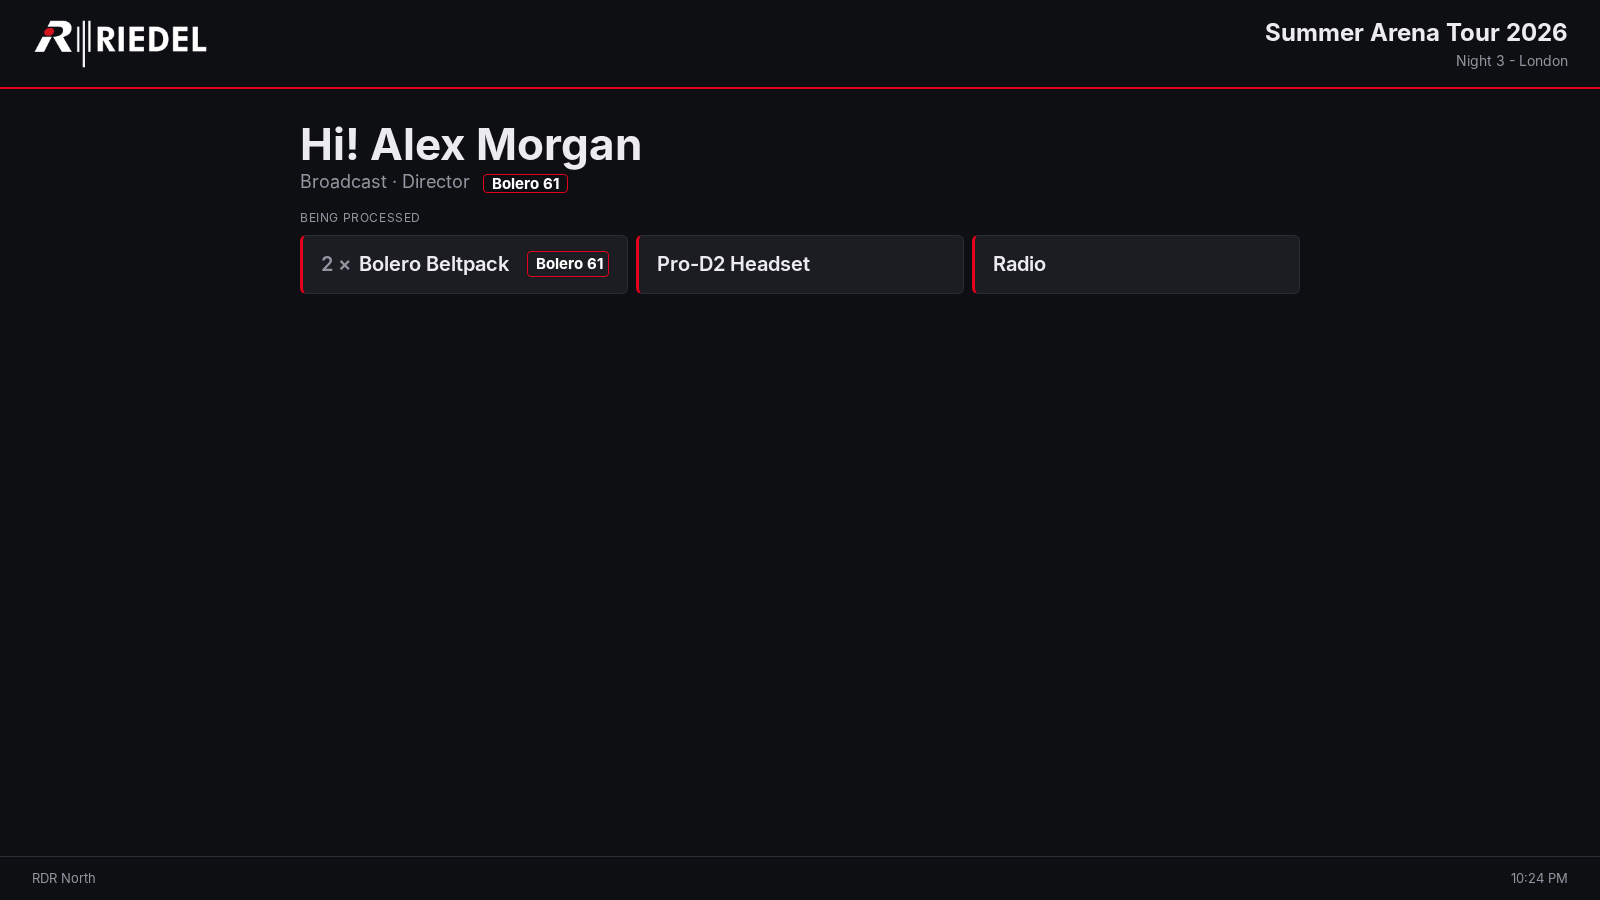 RIEDEL
Summer Arena Tour 2026
Night 3 - London
Hi! Alex Morgan
Broadcast · Director Bolero 61
BEING PROCESSED
2 × Bolero Beltpack Bolero 61
Pro-D2 Headset
Radio
RDR North
10:24 PM